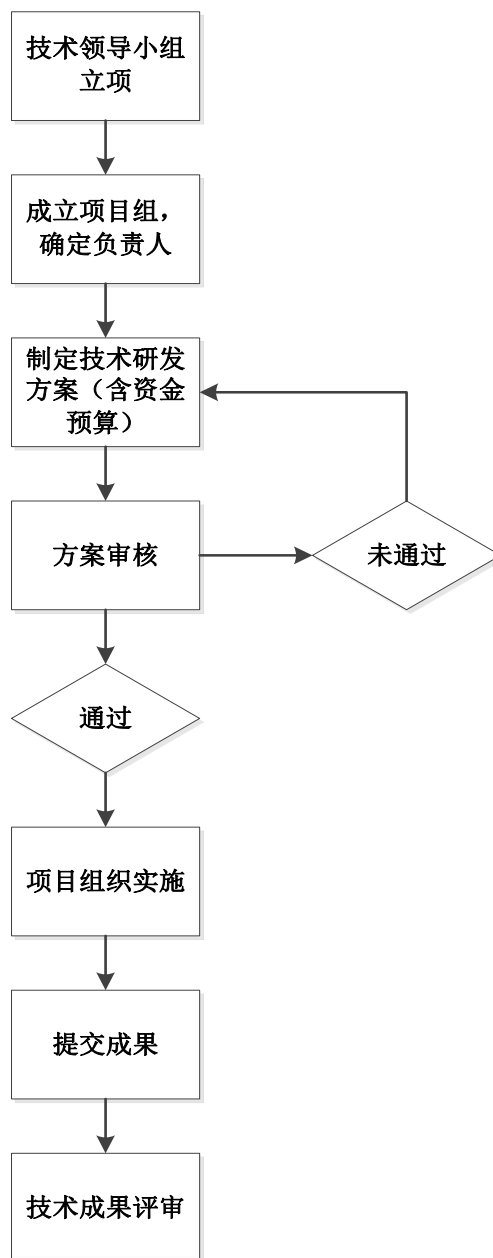 技术领导小组
立项
成立项目组，
确定负责人
制定技术研发
方案（含资金
预算）
方案审核
未通过
通过
项目组织实施
提交成果
技术成果评审